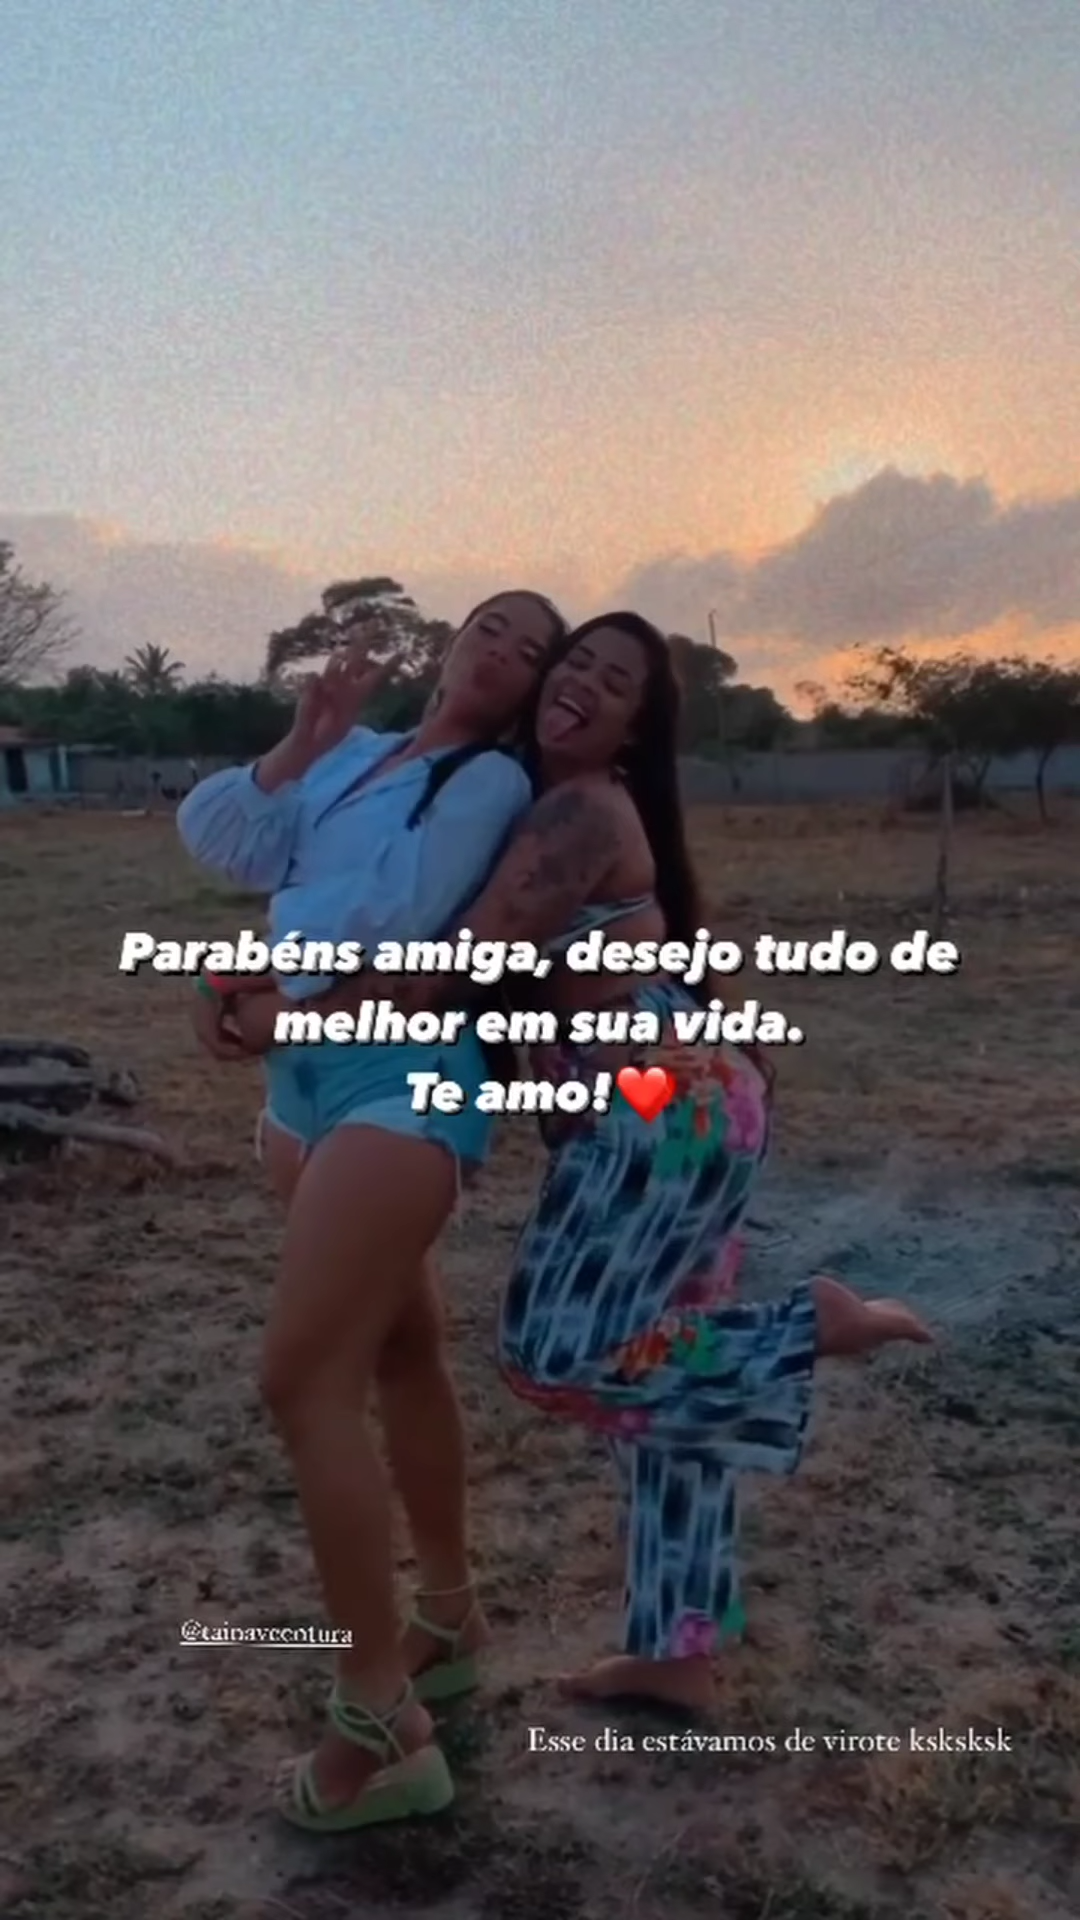 Parabéns amiga, desejo tudo de
melhor em sua vida.
Te amo!❤️
@tainaveentura
Esse dia estávamos de virote ksksksk